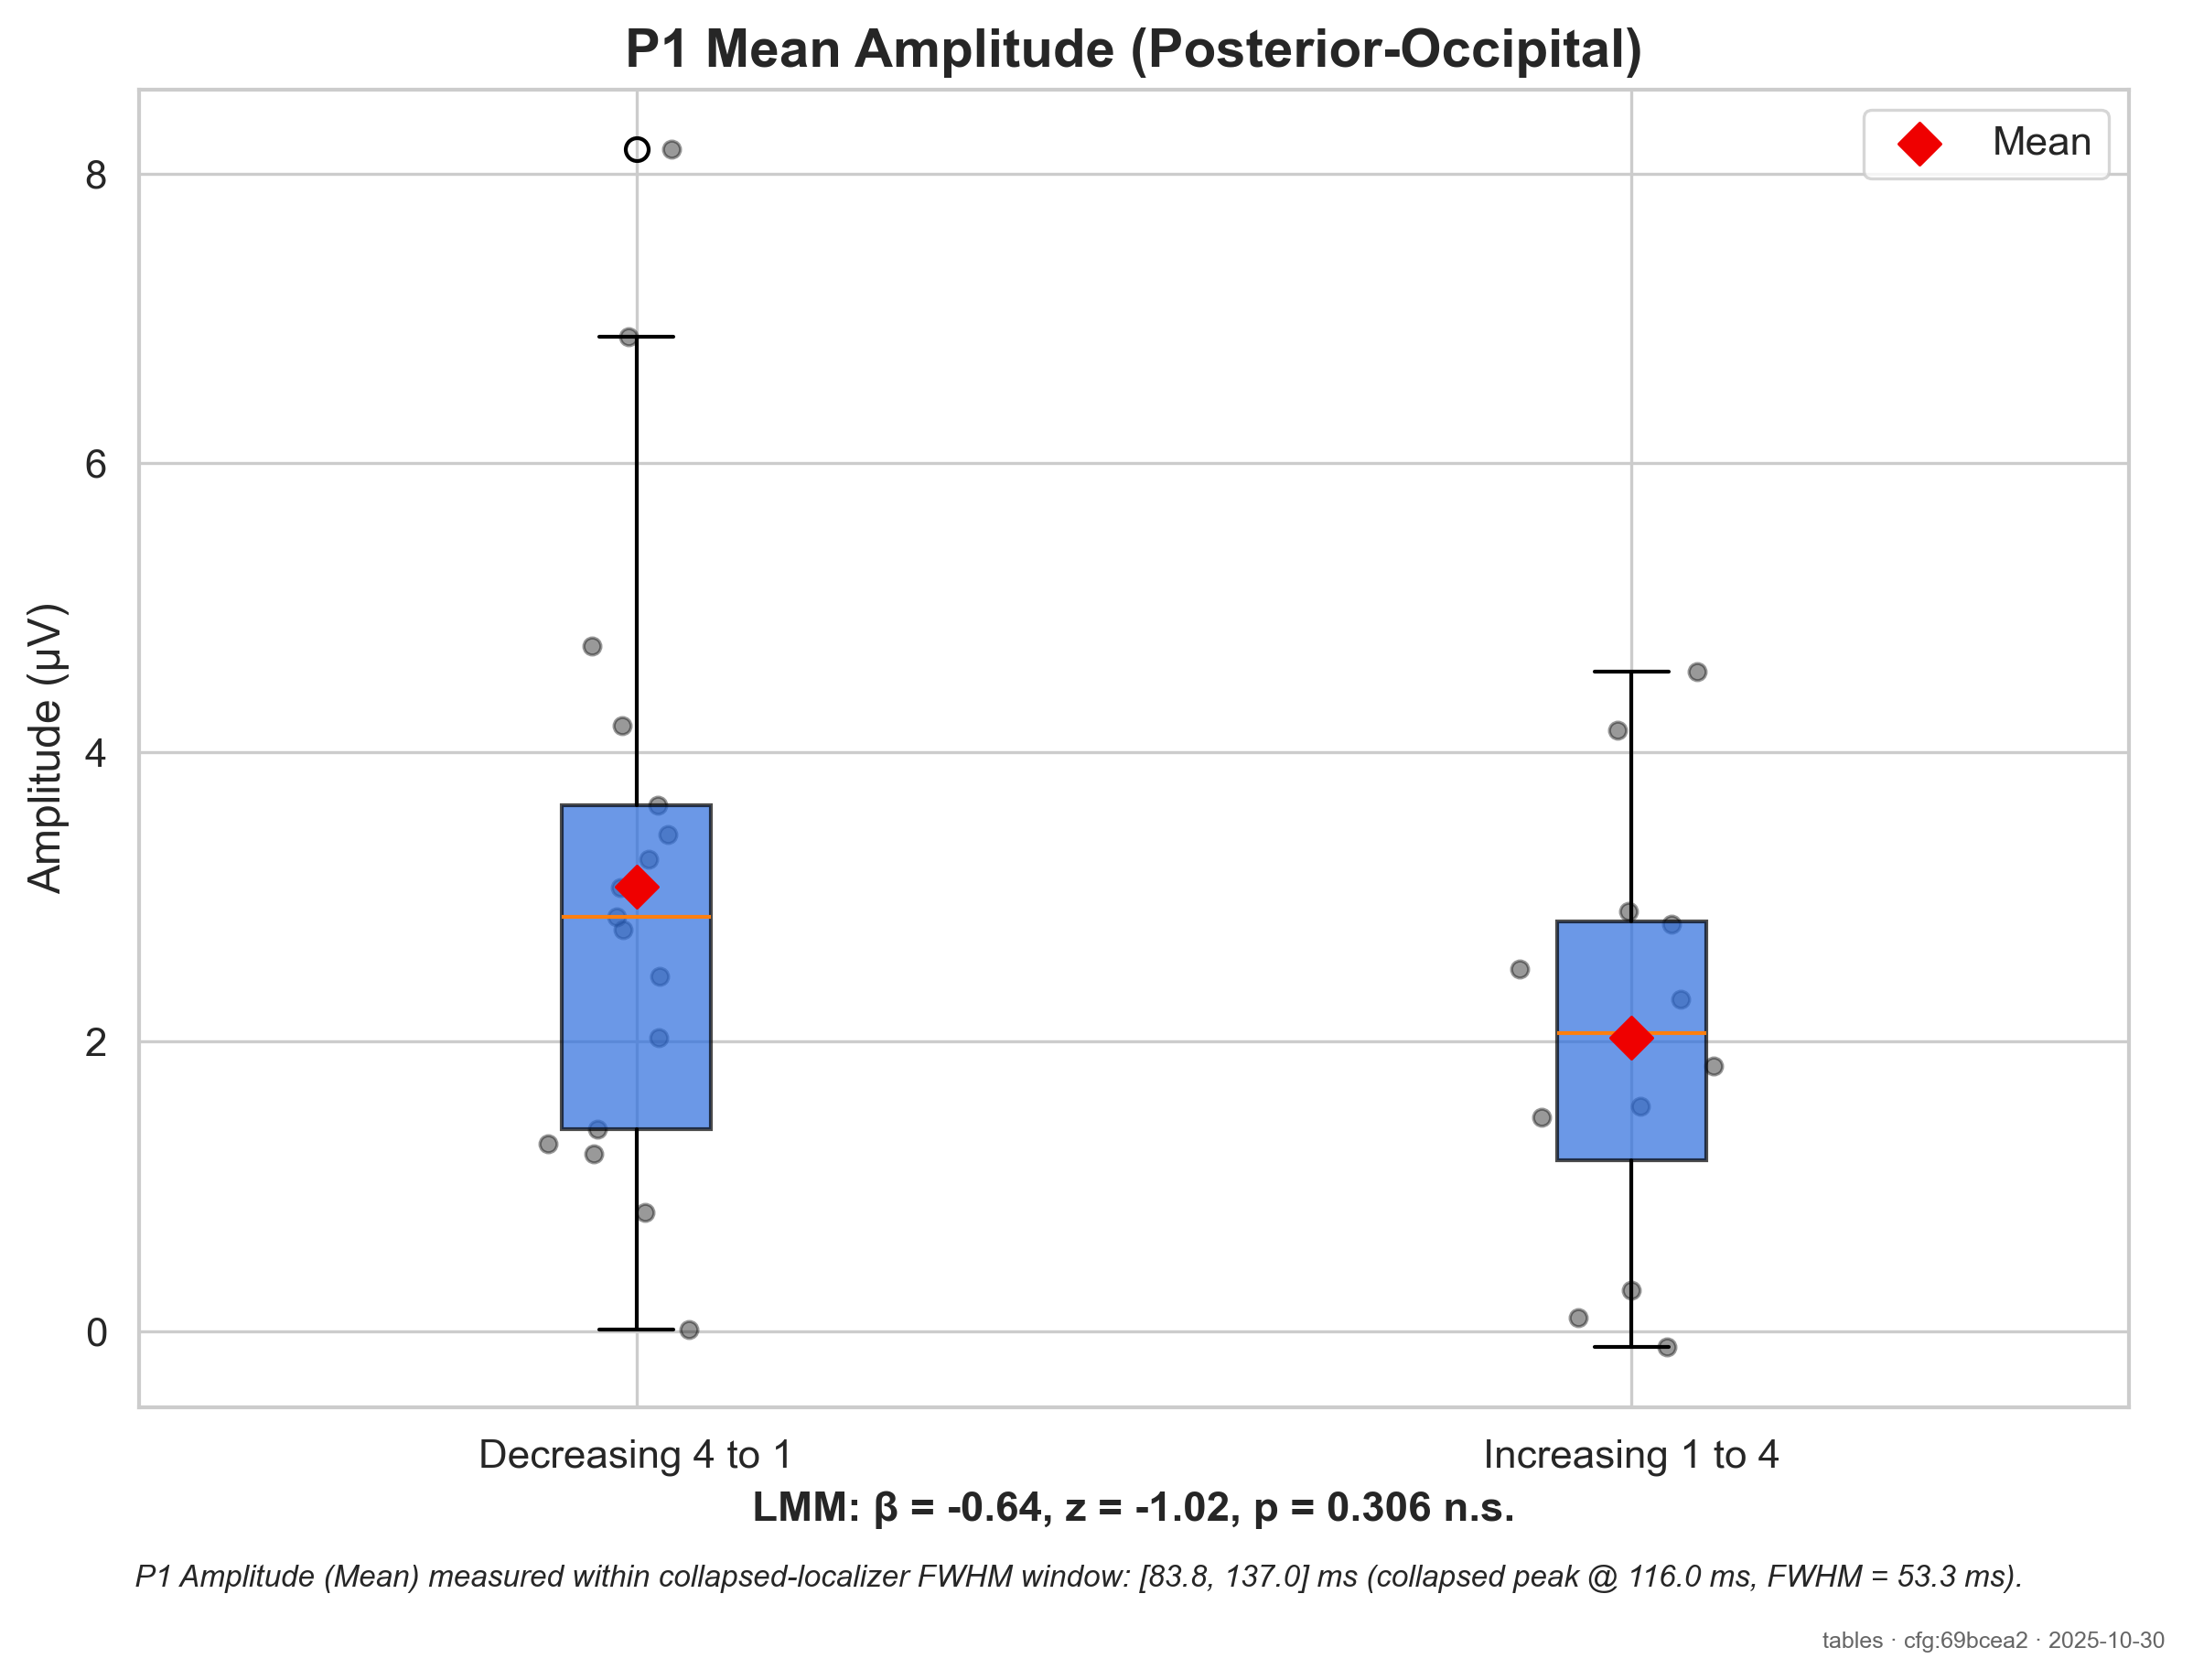 P1 Mean Amplitude (Posterior-Occipital)
Mean
8
6
4
2
0
Amplitude (µV)
Decreasing 4 to 1
Increasing 1 to 4
LMM: β = -0.64, z = -1.02, p = 0.306 n.s.
P1 Amplitude (Mean) measured within collapsed-localizer FWHM window: [83.8, 137.0] ms (collapsed peak @ 116.0 ms, FWHM = 53.3 ms).
tables · cfg:69bcea2 · 2025-10-30